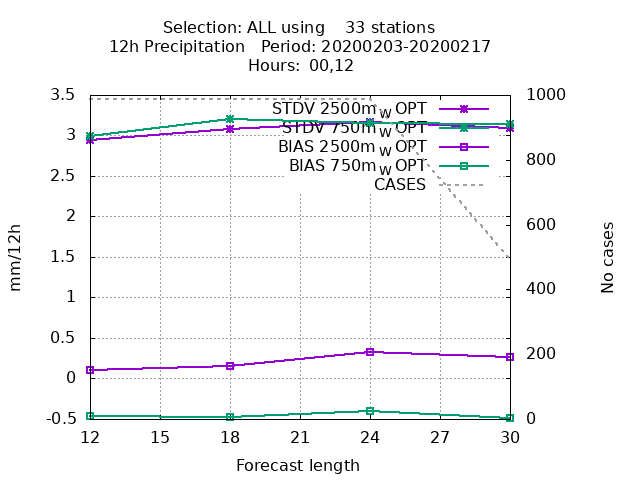 Selection: ALL using 33 stations
12h Precipitation Period: 20200203-20200217
Hours: 00,12
3.5
3
2.5
2
1.5
1
0.5
0
-0.5
mm/12h
STDV 2500m_W OPT
STDV 750m_W OPT
BIAS 2500m_W OPT
BIAS 750m_W OPT
CASES
1000
800
600
400
200
0
No cases
12 15 18 21 24 27 30
Forecast length